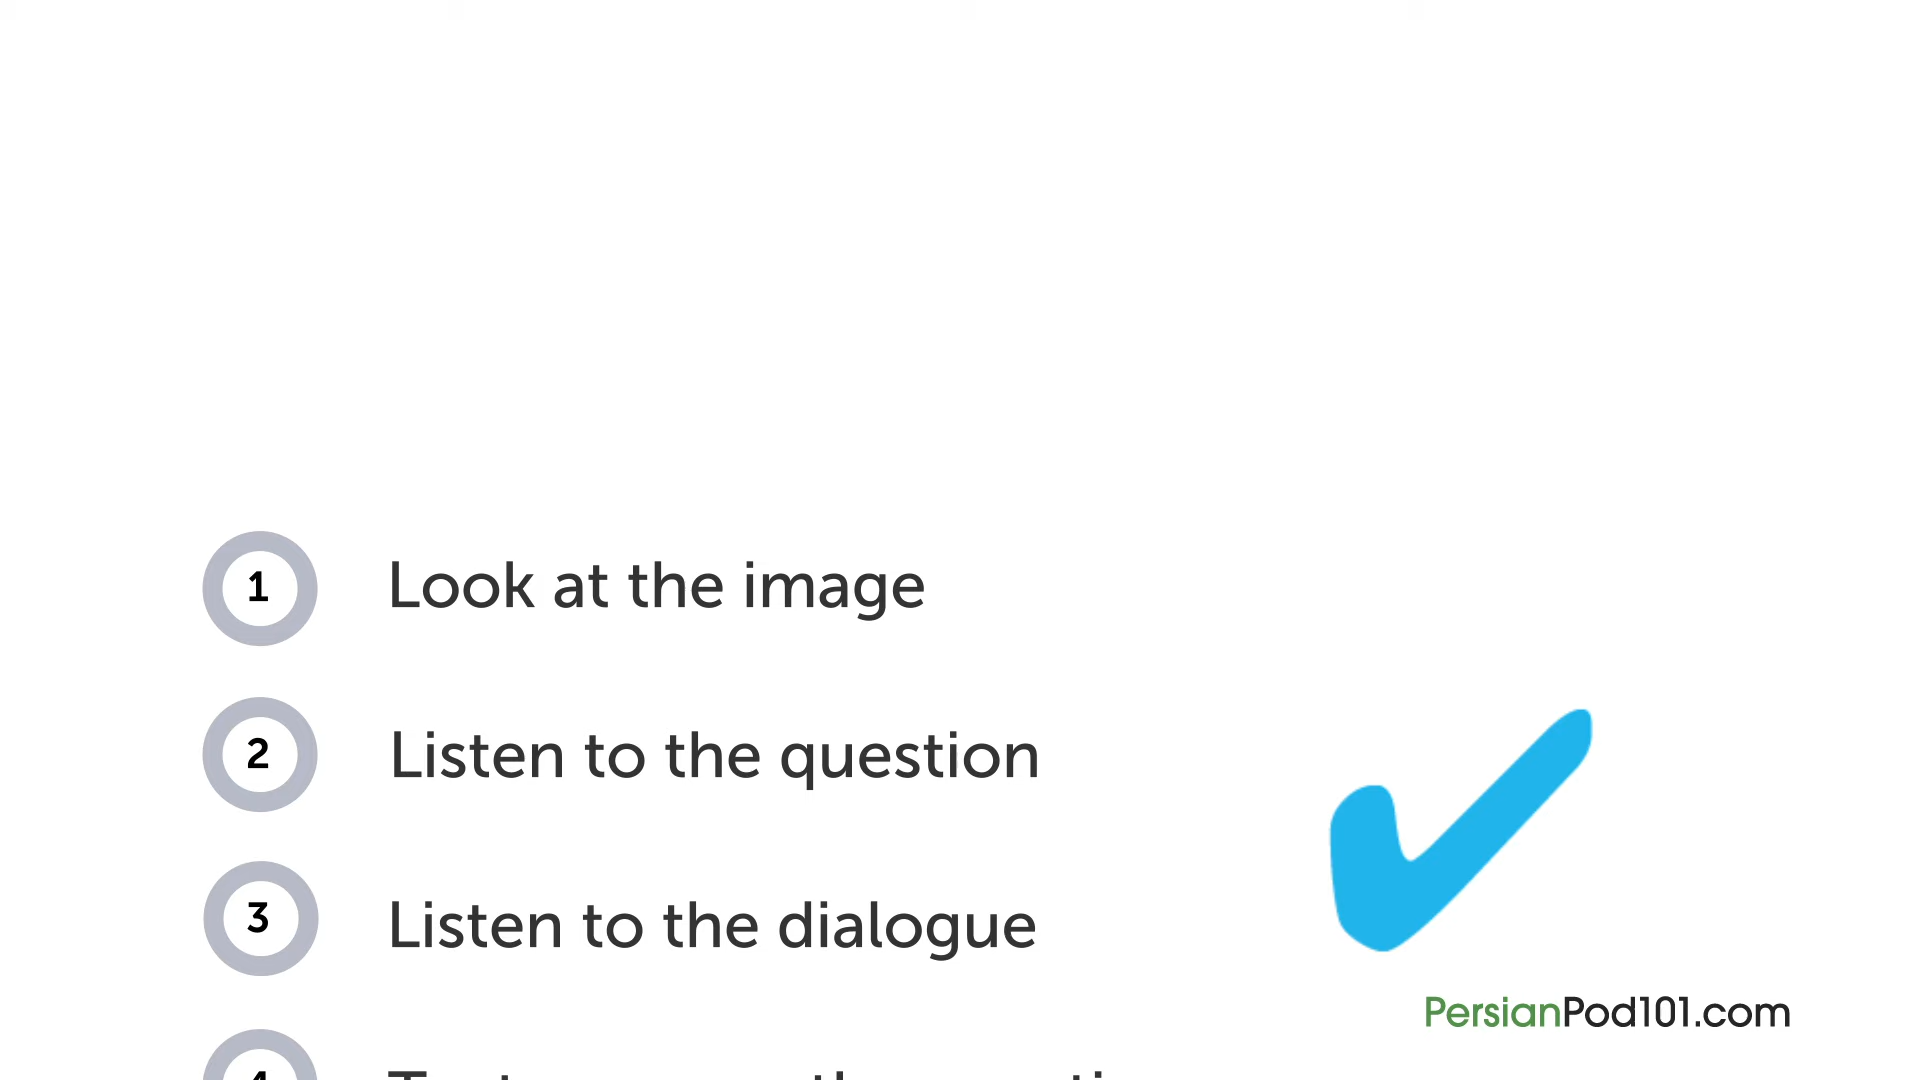 1 Look at the image
2 Listen to the question
3 Listen to the dialogue
PersianPod101.com